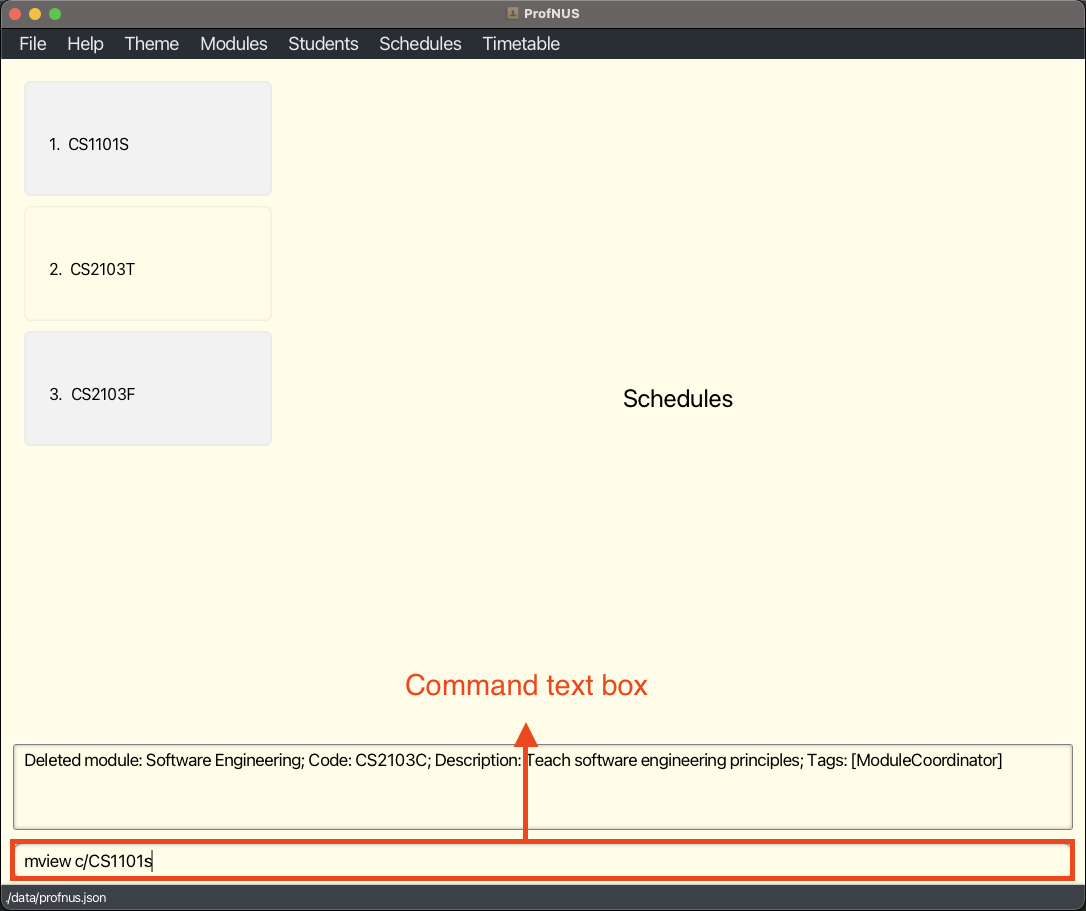 ProfNUS
File Help Theme Modules Students Schedules Timetable
1. CS1101S
2. CS2103T
3. CS2103F
Schedules
Command text box
Deleted module: Software Engineering; Code: CS2103C; Description: Teach software engineering principles; Tags: [ModuleCoordinator]
mview c/CS1101s
./data/profnus.json